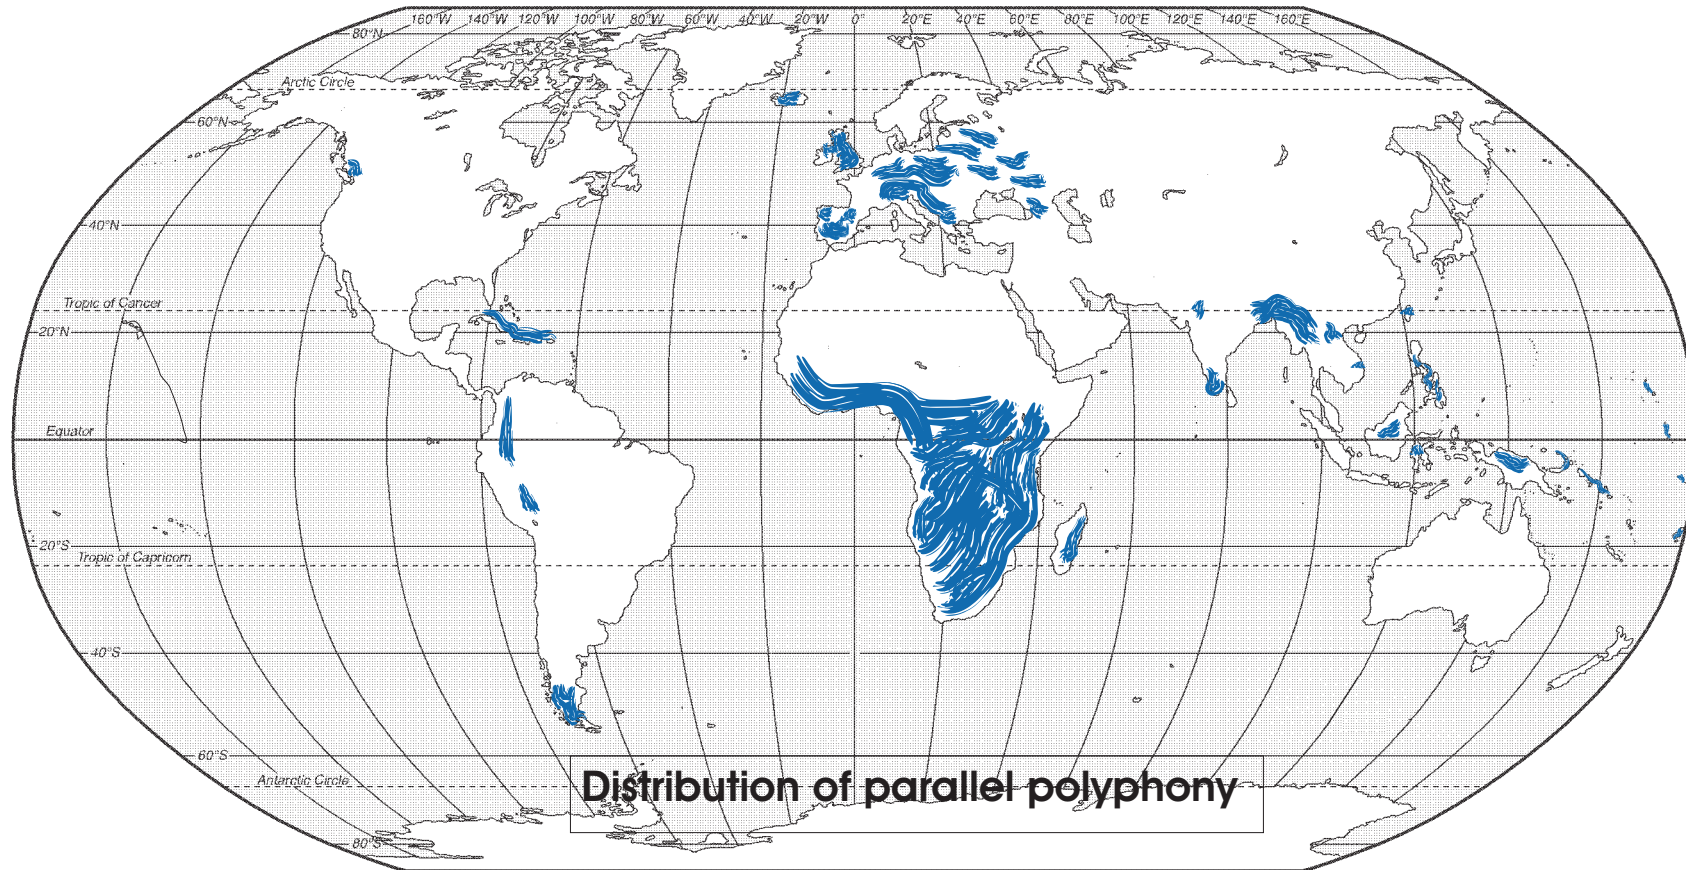 160°W 140°W 120°W 100°W 80°W 60°W 40°W 20°W 0° 20°E 40°E 60°E 80°E 100°E 120°E 140°E 160°E
80°N
Arctic Circle
60°N
40°N
Tropic of Cancer
20°N
Equator
20°S
Tropic of Capricorn
40°S
60°S
Antarctic Circle
Distribution of parallel polyphony
80°S